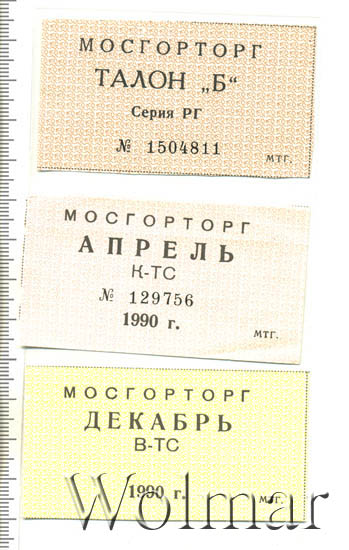 МОСГОРТОРГ
ТАЛОН „Б“
Серия РГ
№ 1504811
МТГ.
МОСГОРТОРГ
АПРЕЛЬ
К-ТС
№ 129756
1990 г.
МТГ.
МОСГОРТОРГ
ДЕКАБРЬ
В-ТС
1990 г.
МТГ.
Wolmar